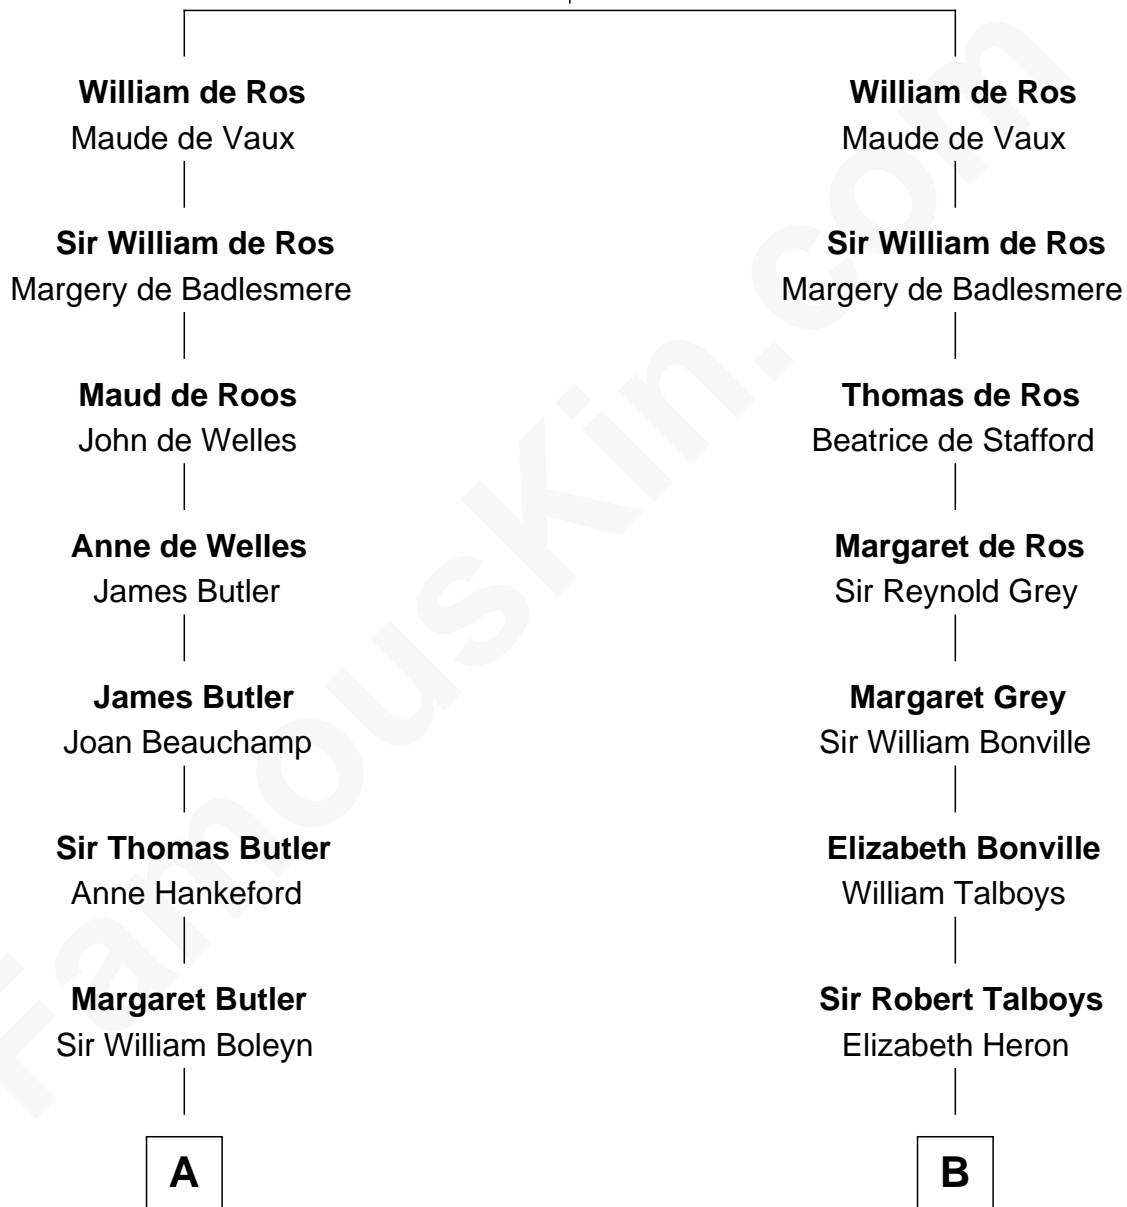 William de Ros
Maude de Vaux
Sir William de Ros
Margery de Badlesmere
Maud de Roos
John de Welles
Anne de Welles
James Butler
James Butler
Joan Beauchamp
Sir Thomas Butler
Anne Hankeford
Margaret Butler
Sir William Boleyn
A
William de Ros
Maude de Vaux
Sir William de Ros
Margery de Badlesmere
Thomas de Ros
Beatrice de Stafford
Margaret de Ros
Sir Reynold Grey
Margaret Grey
Sir William Bonville
Elizabeth Bonville
William Talboys
Sir Robert Talboys
Elizabeth Heron
B
FamousKin.com